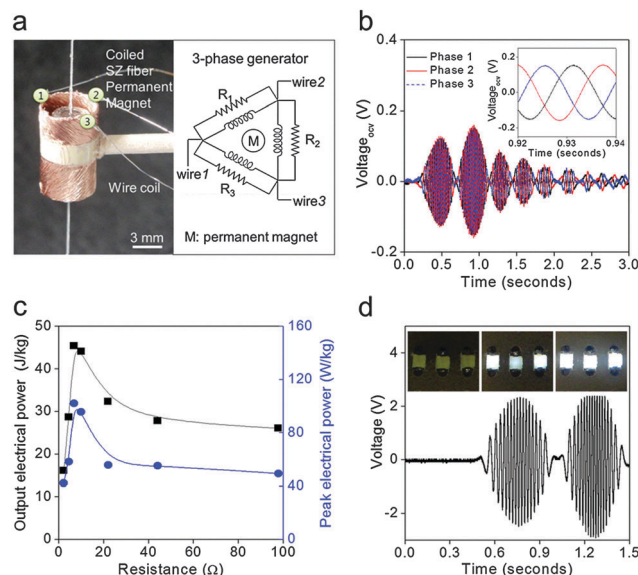 a
Coiled
SZ fiber
Permanent
Magnet
1
2
3
Wire coil
3 mm
3-phase generator
wire2
R1
M
R2
wire1
R3
wire3
M: permanent magnet
b
Voltageocv (V)
0.4
0.2
0.0
-0.2
Phase 1
Phase 2
Phase 3
Voltageocv (V)
0.2
0.0
-0.2
0.92 0.93 0.94
Time (seconds)
0.0 0.5 1.0 1.5 2.0 2.5 3.0
Time (seconds)
c
Output electrical power (J/kg)
50
40
30
20
10
0
Peak electrical power (W/kg)
160
120
80
40
0
0 20 40 60 80 100
Resistance (Ω)
d
Voltage (V)
4
2
0
-2
0.0 0.3 0.6 0.9 1.2 1.5
Time (seconds)